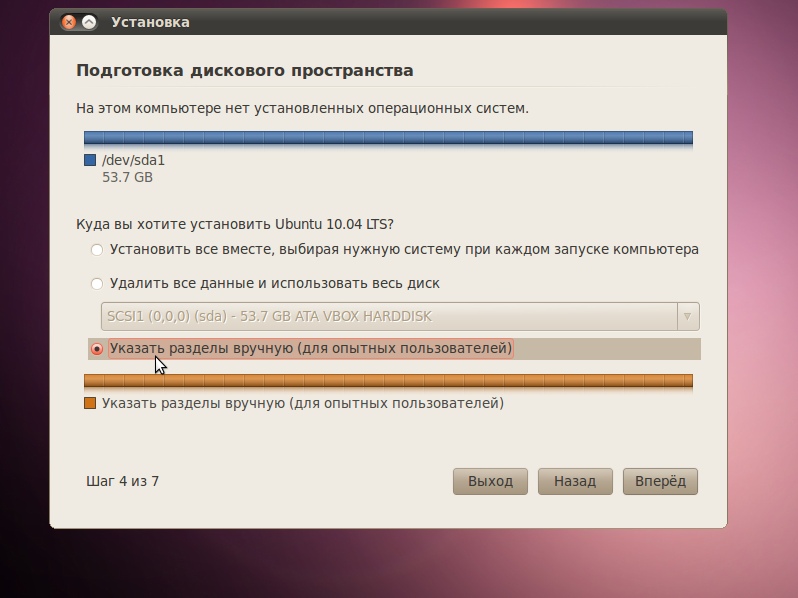 Установка
Подготовка дискового пространства
На этом компьютере нет установленных операционных систем.
/dev/sda1
53.7 GB
Куда вы хотите установить Ubuntu 10.04 LTS?
Установить все вместе, выбирая нужную систему при каждом запуске компьютера
Удалить все данные и использовать весь диск
SCSI1 (0,0,0) (sda) - 53.7 GB ATA VBOX HARDDISK
Указать разделы вручную (для опытных пользователей)
Указать разделы вручную (для опытных пользователей)
Шаг 4 из 7
Выход
Назад
Вперёд